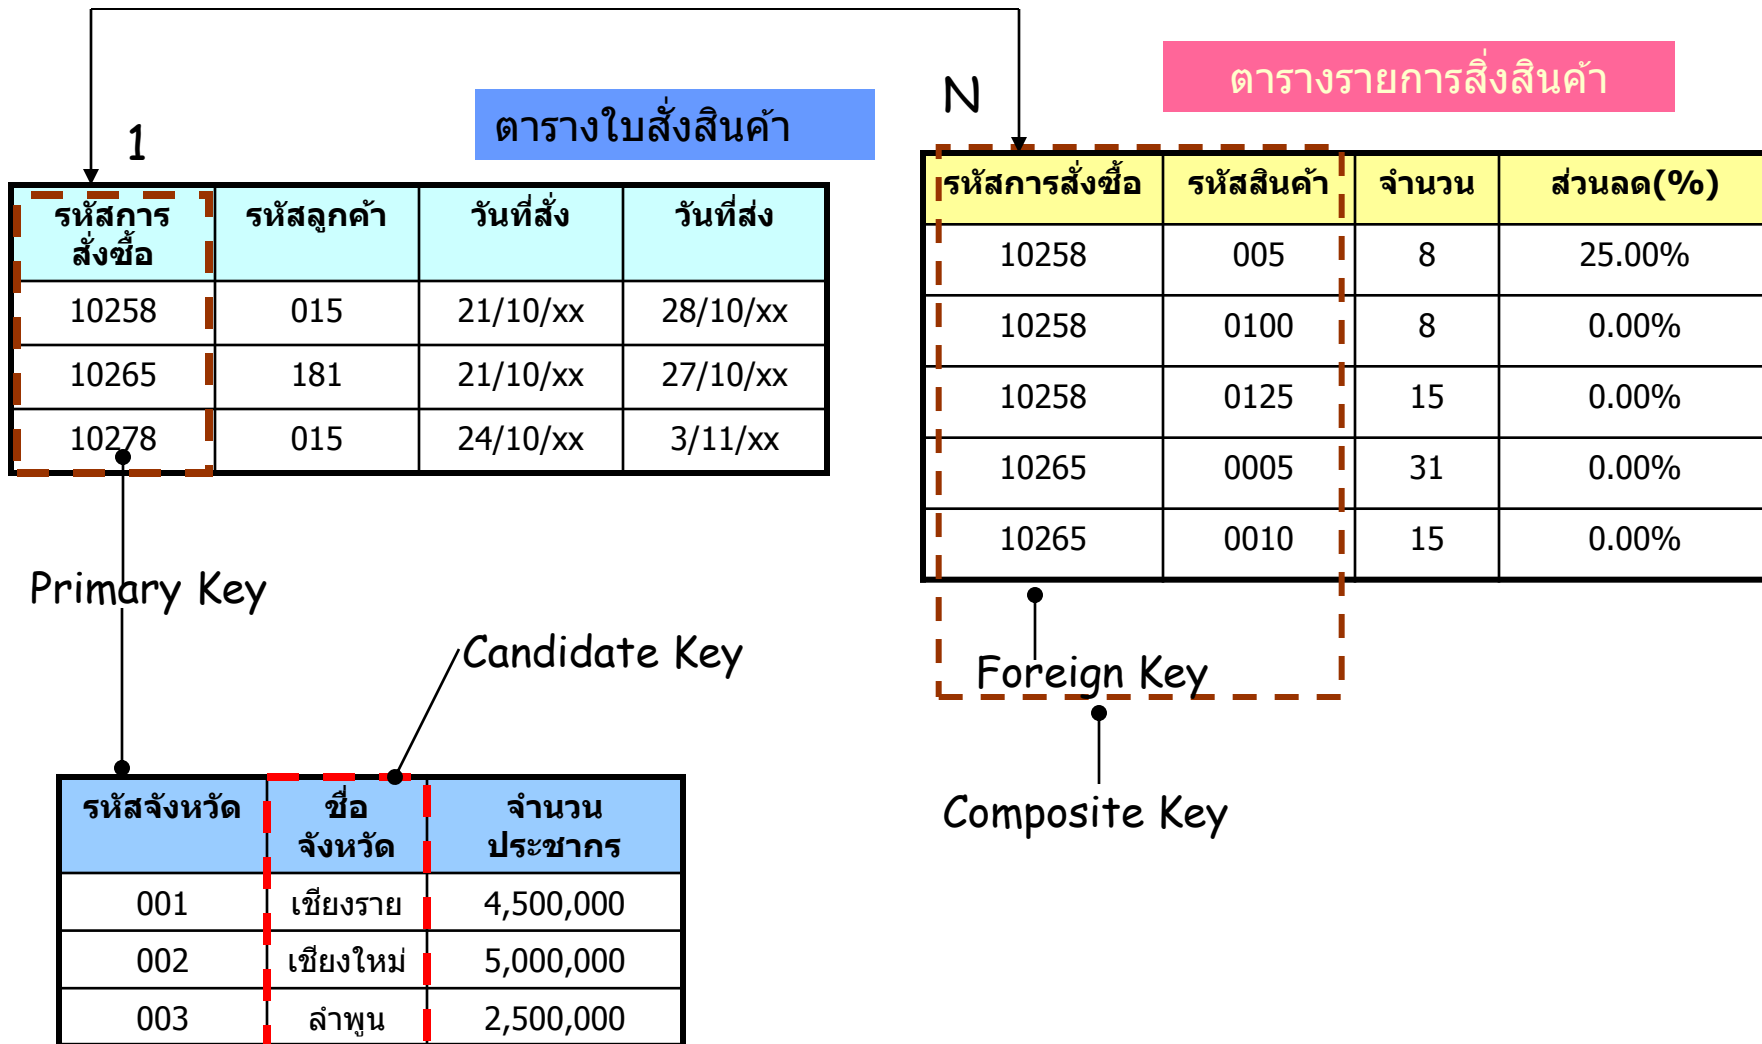 ตารางรายการสิ่งสินค้า
N
ตารางใบสั่งสินค้า
1
รหัสการ สั่งซื้อ รหัสลูกค้า วันที่สั่ง วันที่ส่ง
10258 015 21/10/xx 28/10/xx
10265 181 21/10/xx 27/10/xx
10278 015 24/10/xx 3/11/xx
รหัสการสั่งซื้อ รหัสสินค้า จำนวน ส่วนลด(%)
10258 005 8 25.00%
10258 0100 8 0.00%
10258 0125 15 0.00%
10265 0005 31 0.00%
10265 0010 15 0.00%
Primary Key
Candidate Key
Foreign Key
Composite Key
รหัสจังหวัด ชื่อ จังหวัด จำนวน ประชากร
001 เชียงราย 4,500,000
002 เชียงใหม่ 5,000,000
003 ลำพูน 2,500,000